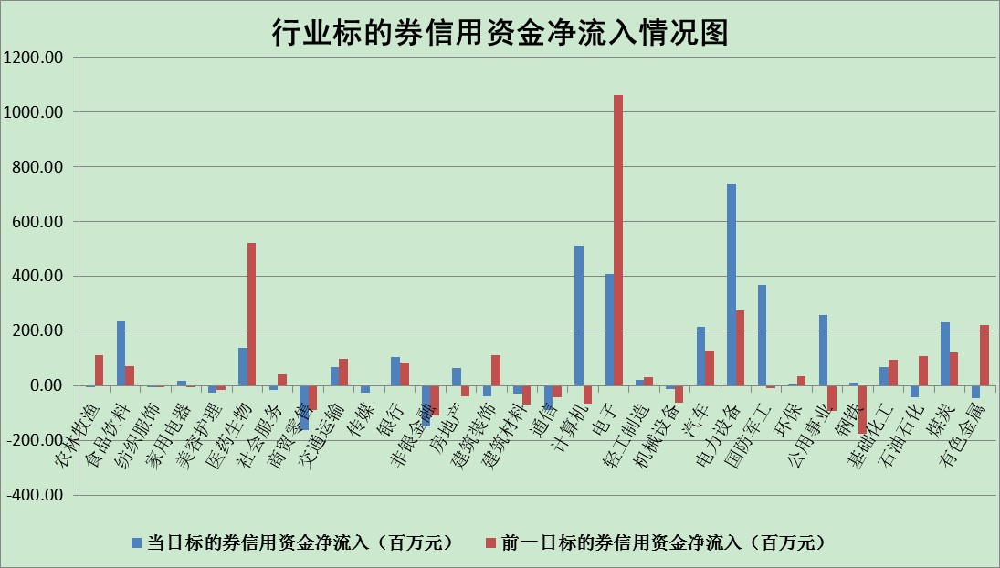 行业标的券信用资金净流入情况图
1200.00
1000.00
800.00
600.00
400.00
200.00
0.00
-200.00
-400.00
农林牧渔
食品饮料
纺织服饰
家用电器
美容护理
医药生物
社会服务
商贸零售
交通运输
传媒
银行
非银金融
房地产
建筑装饰
建筑材料
通信
计算机
电子
轻工制造
机械设备
汽车
电力设备
国防军工
环保
公用事业
钢铁
基础化工
石油石化
煤炭
有色金属
当日标的券信用资金净流入（百万元）
前一日标的券信用资金净流入（百万元）